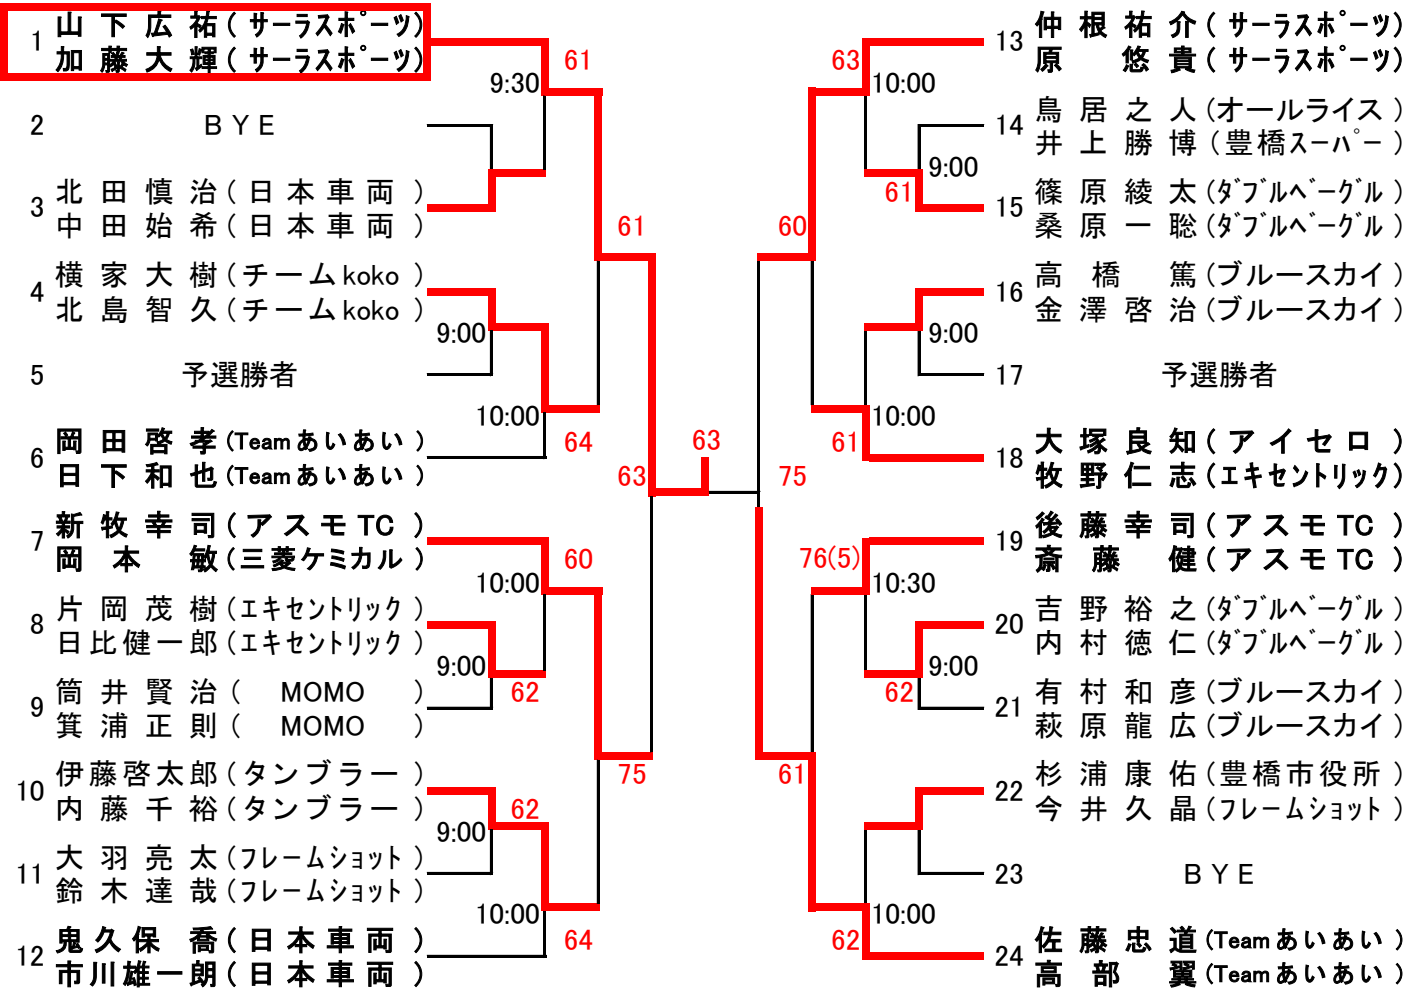 1 山下広祐(サーラスポーツ)
加藤大輝(サーラスポーツ)
61
9:30
2 BYE
3 北田慎治(日本車両)
中田始希(日本車両)
61
4 横家大樹(チームkoko)
北島智久(チームkoko)
9:00
5 予選勝者
10:00
6 岡田啓孝(Teamあいあい)
日下和也(Teamあいあい)
64
63
63
7 新牧幸司(アスモTC)
岡本敏(三菱ケミカル)
60
10:00
8 片岡茂樹(エキセントリック)
日比健一郎(エキセントリック)
9:00
62
9 筒井賢治(MOMO)
箕浦正則(MOMO)
75
10 伊藤啓太郎(タンブラー)
内藤千裕(タンブラー)
62
9:00
11 大羽亮太(フレームショット)
鈴木達哉(フレームショット)
10:00
12 鬼久保喬(日本車両)
市川雄一朗(日本車両)
64
13 仲根祐介(サーラスポーツ)
原悠貴(サーラスポーツ)
63
10:00
14 鳥居之人(オールライス)
井上勝博(豊橋スーパー)
9:00
61
15 篠原綾太(ダブルベーグル)
桑原一聡(ダブルベーグル)
60
16 高橋篤(ブルースカイ)
金澤啓治(ブルースカイ)
9:00
17 予選勝者
10:00
61
18 大塚良知(アイセロ)
牧野仁志(エキセントリック)
75
19 後藤幸司(アスモTC)
斎藤健(アスモTC)
76(5)
10:30
20 吉野裕之(ダブルベーグル)
内村徳仁(ダブルベーグル)
9:00
62
21 有村和彦(ブルースカイ)
萩原龍広(ブルースカイ)
61
22 杉浦康佑(豊橋市役所)
今井久晶(フレームショット)
23 BYE
10:00
62
24 佐藤忠道(Teamあいあい)
高部翼(Teamあいあい)